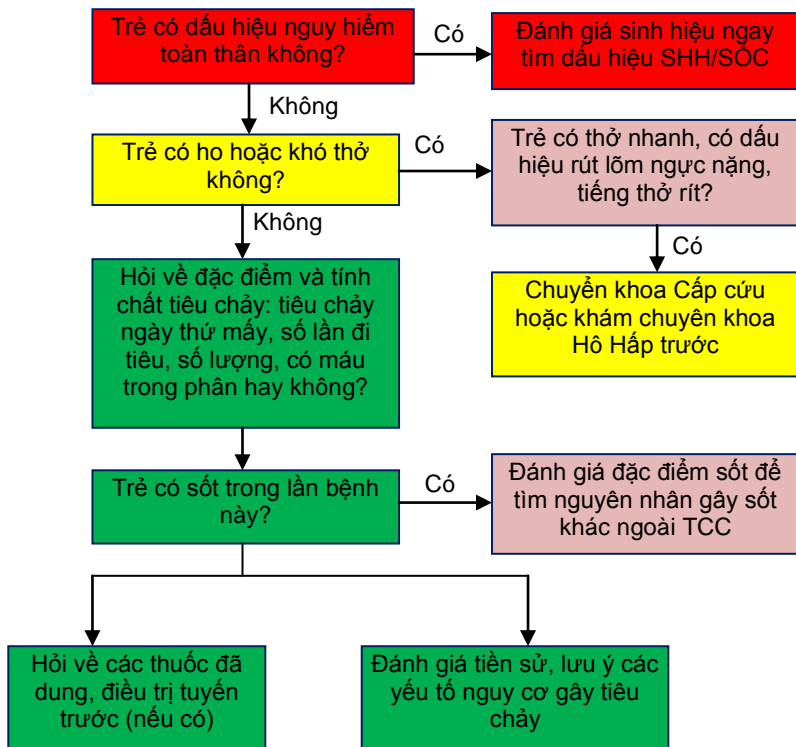 Trẻ có dấu hiệu nguy hiểm
toàn thân không?
Có
Đánh giá sinh hiệu ngay
tìm dấu hiệu SHH/SỐC
Không
Trẻ có ho hoặc khó thở
không?
Có
Trẻ có thở nhanh, có dấu
hiệu rút lõm ngực nặng,
tiếng thở rít?
Không
Có
Hỏi về đặc điểm và tính
chất tiêu chảy: tiêu chảy
ngày thứ mấy, số lần đi
tiêu, số lượng, có máu
trong phân hay không?
Chuyển khoa Cấp cứu
hoặc khám chuyên khoa
Hô Hấp trước
Trẻ có sốt trong lần bệnh
này?
Có
Đánh giá đặc điểm sốt để
tìm nguyên nhân gây sốt
khác ngoài TCC
Hỏi về các thuốc đã
dung, điều trị tuyến
trước (nếu có)
Đánh giá tiền sử, lưu ý các
yếu tố nguy cơ gây tiêu
chảy